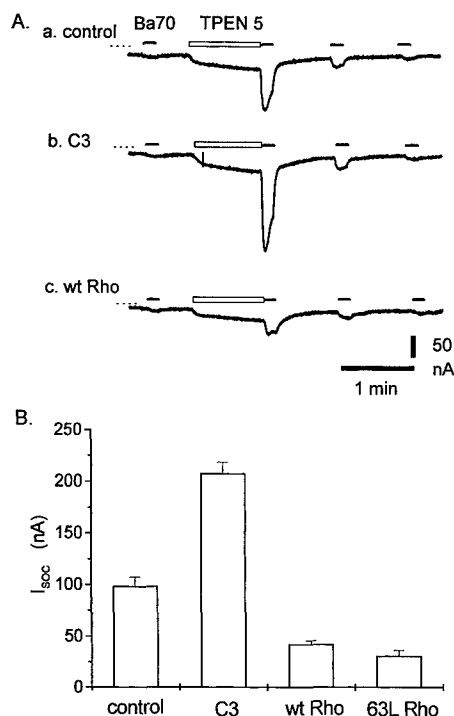 A.
Ba70 TPEN 5
a. control
b. C3
c. wt Rho
50
nA
1 min
B.
250
200
150
100
50
0
I_soc (nA)
control C3 wt Rho 63L Rho